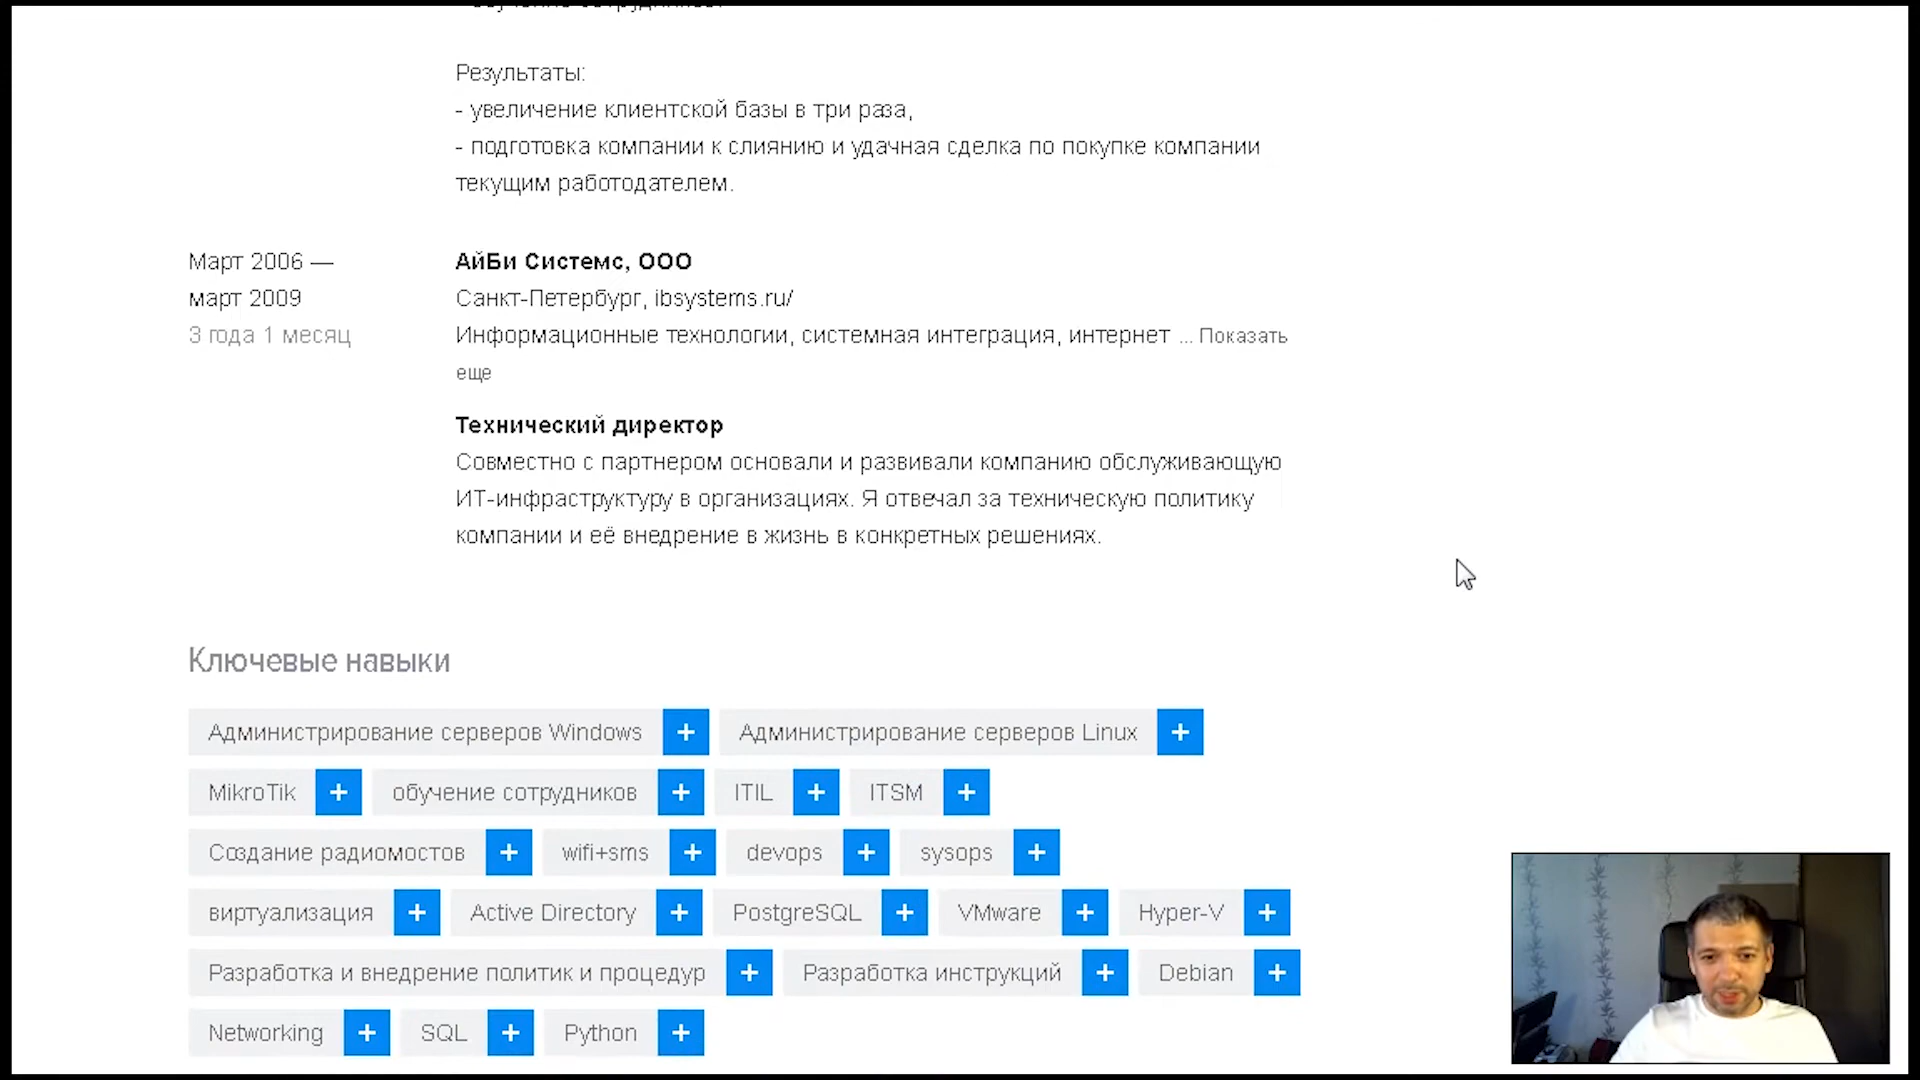 Результаты:
- увеличение клиентской базы в три раза,
- подготовка компании к слиянию и удачная сделка по покупке компании
текущим работодателем.
Март 2006 —
март 2009
3 года 1 месяц
АйБи Системс, ООО
Санкт-Петербург, ibsystems.ru/
Информационные технологии, системная интеграция, интернет ... Показать
еще
Технический директор
Совместно с партнером основали и развивали компанию обслуживающую
ИТ-инфраструктуру в организациях. Я отвечал за техническую политику
компании и её внедрение в жизнь в конкретных решениях.
Ключевые навыки
Администрирование серверов Windows + Администрирование серверов Linux +
MikroTik + обучение сотрудников + ITIL + ITSM +
Создание радиомостов + wifi+sms + devops + sysops +
виртуализация + Active Directory + PostgreSQL + VMware + Hyper-V +
Разработка и внедрение политик и процедур + Разработка инструкций + Debian +
Networking + SQL + Python +